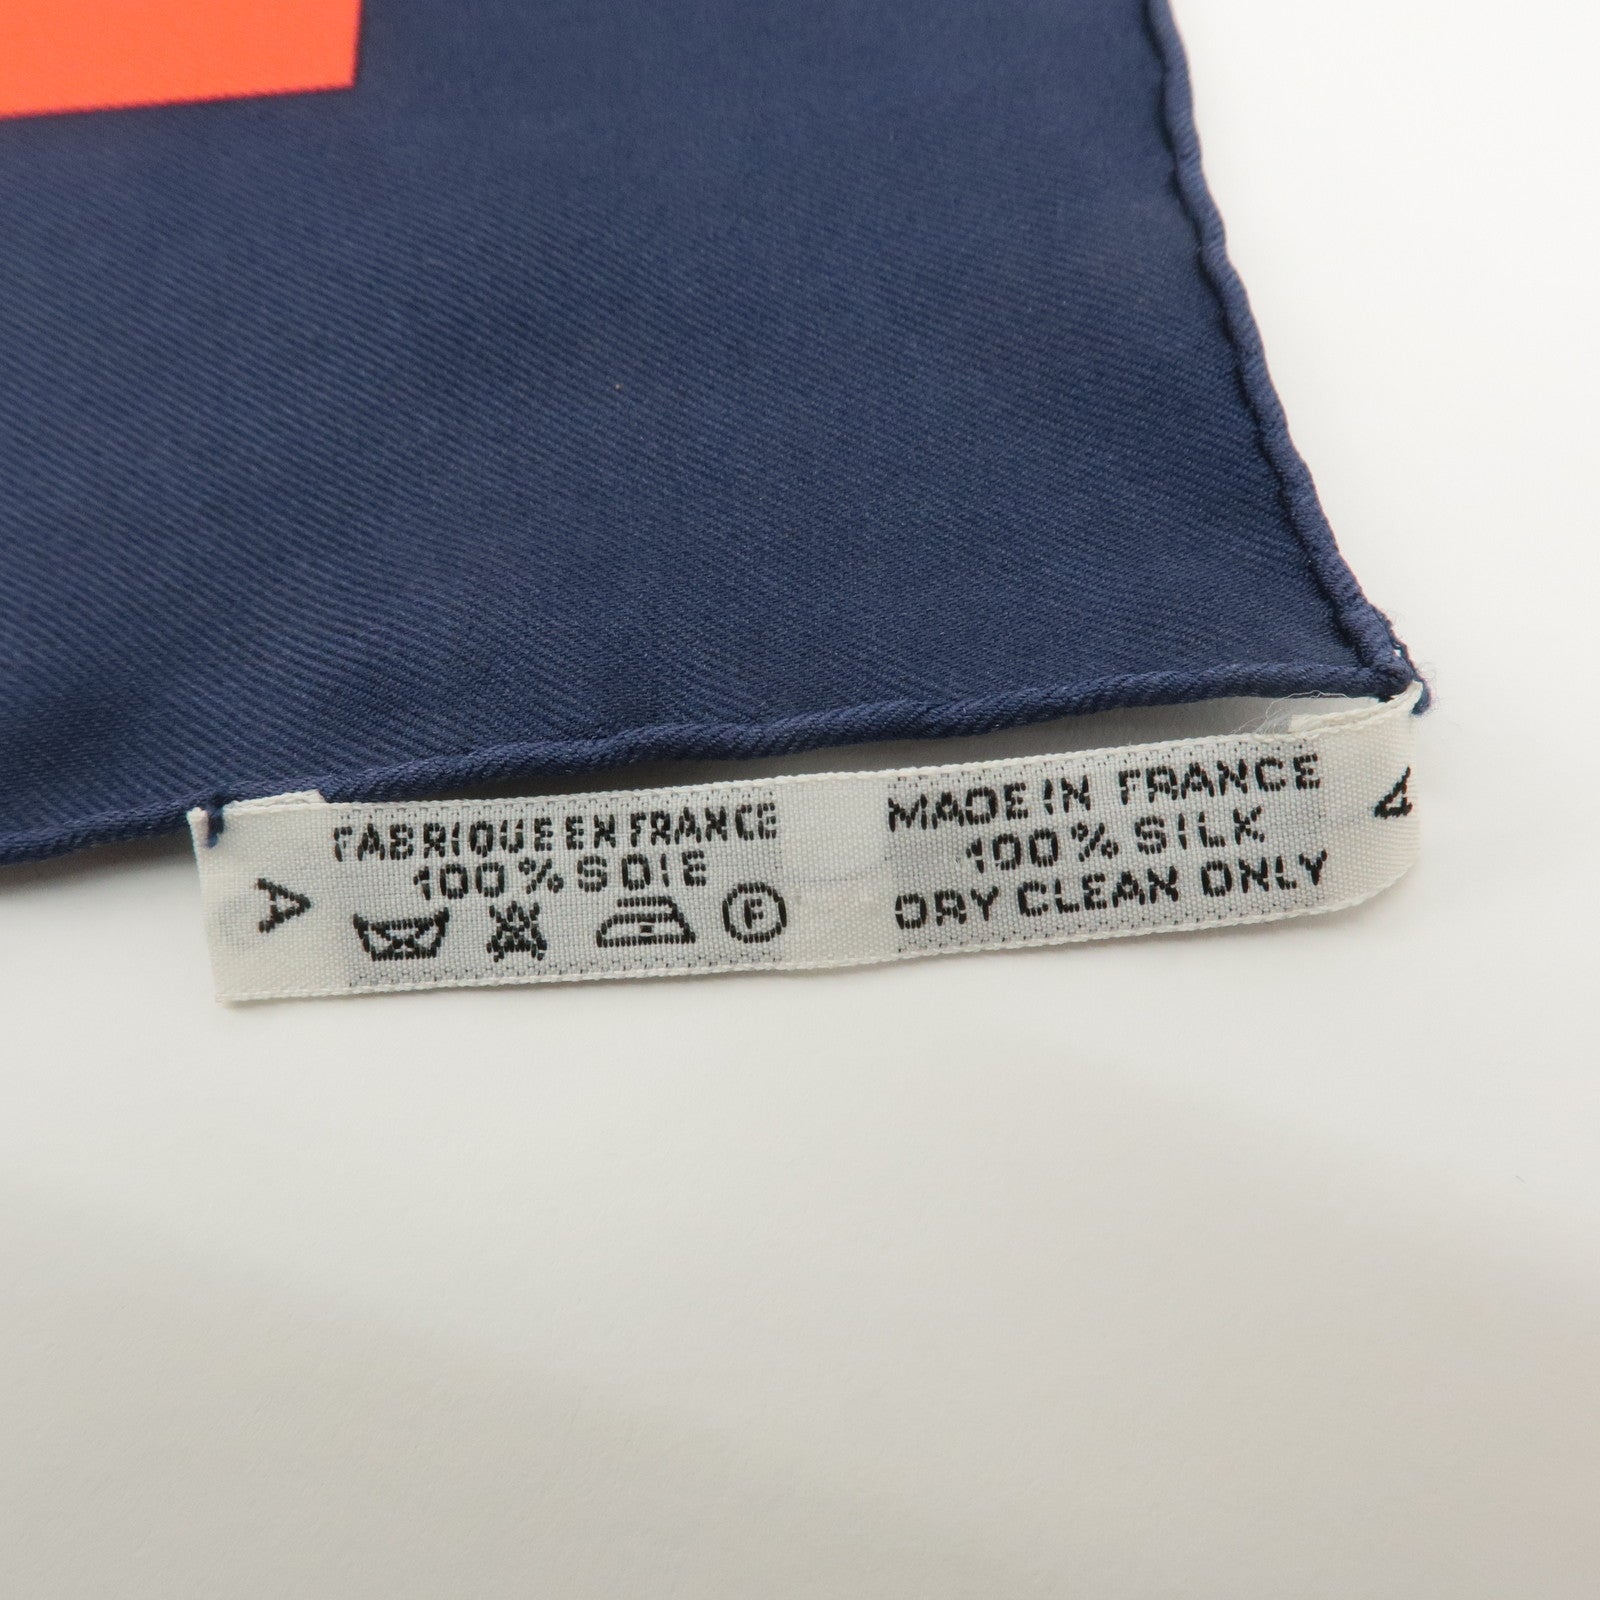 FABRIQUE EN FRANCE
100% SOIE
F
A
MADE IN FRANCE
100% SILK
DRY CLEAN ONLY
A